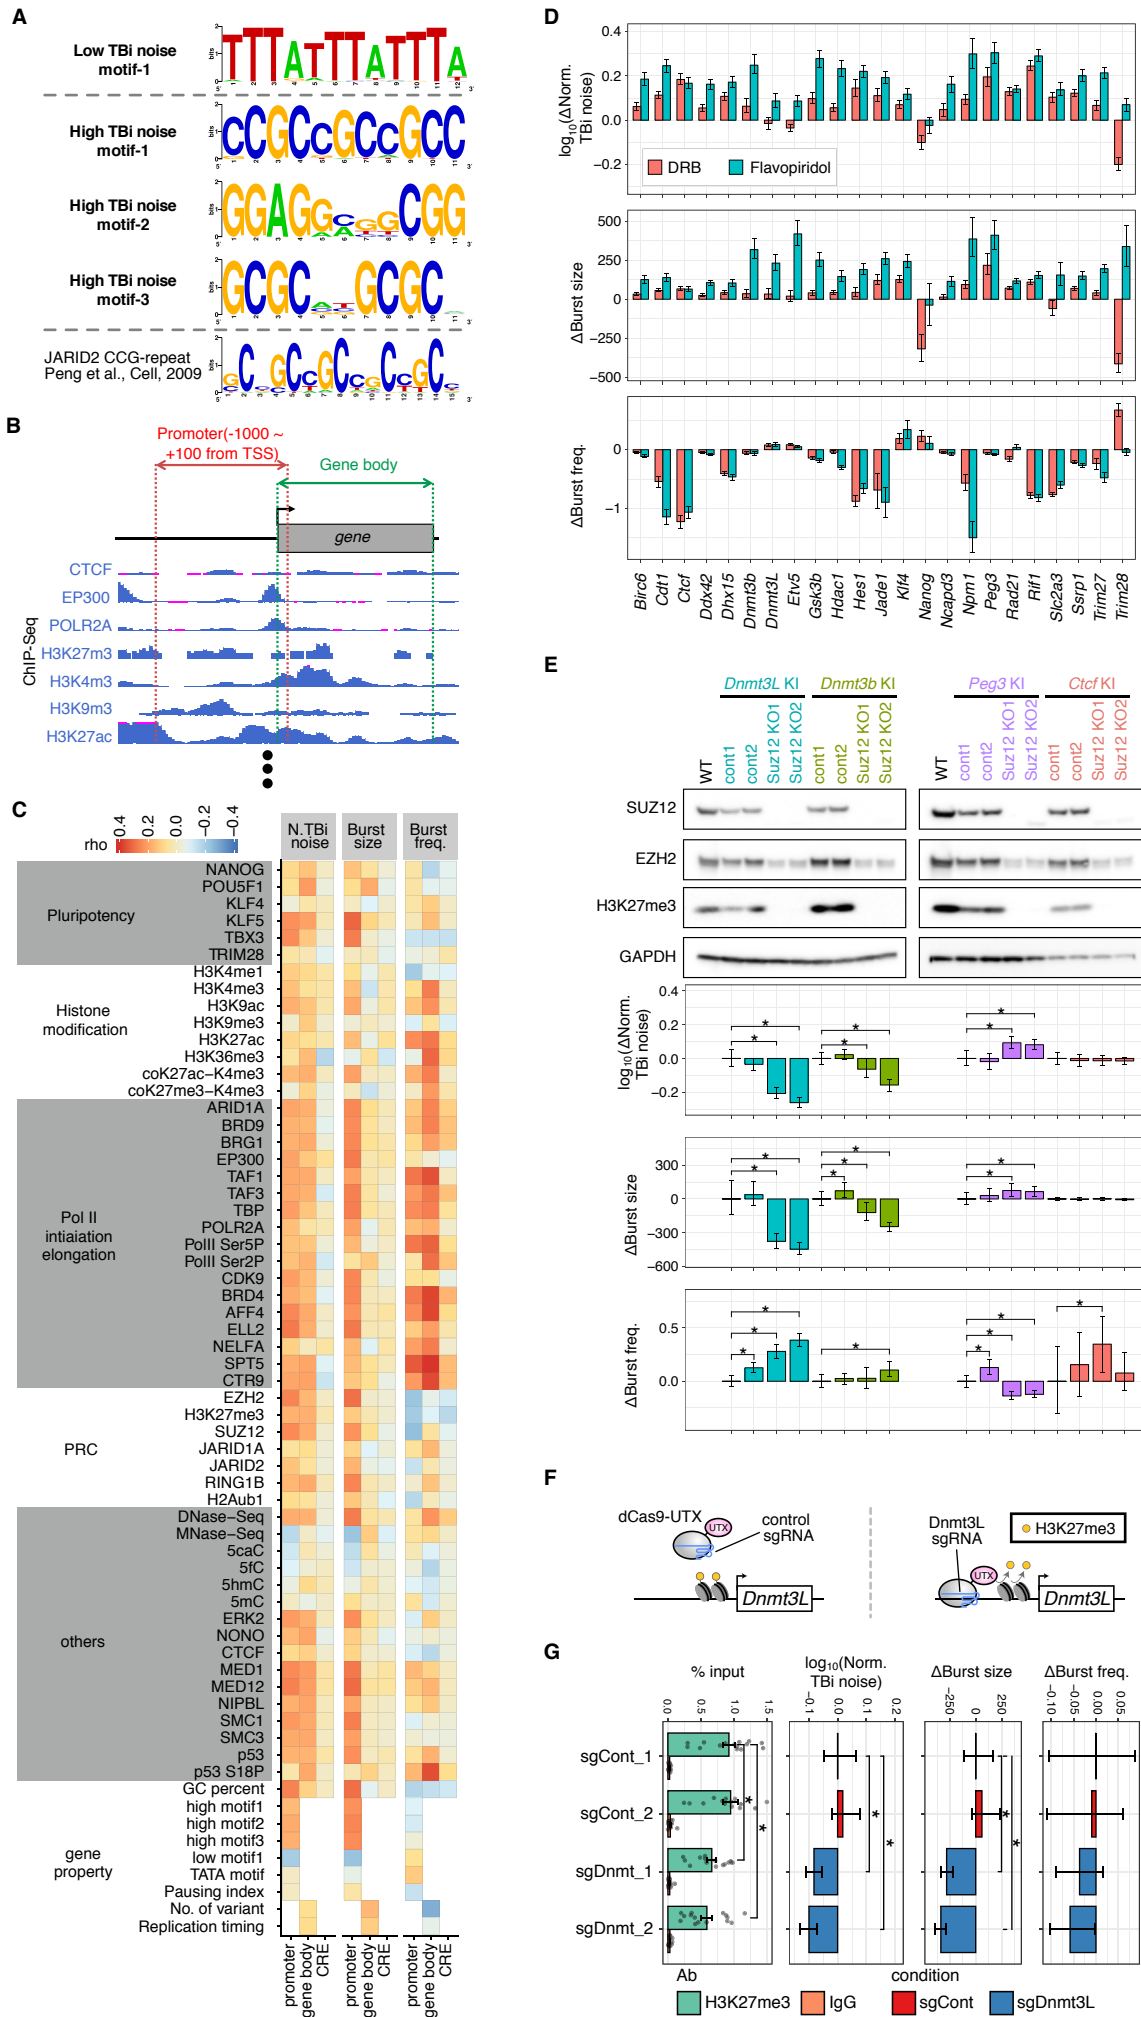 A
Low TBi noise
motif-1
High TBi noise
motif-1
High TBi noise
motif-2
High TBi noise
motif-3
JARID2 CCG-repeat
Peng et al., Cell, 2009
bits
5'
3'
B
Promoter(-1000 ~
+100 from TSS)
Gene body
gene
ChIP-Seq
CTCF
EP300
POLR2A
H3K27m3
H3K4m3
H3K9m3
H3K27ac
C
rho
0.4
0.2
0.0
−0.2
−0.4
N.TBi
noise
Burst
size
Burst
freq.
Pluripotency
NANOG
POU5F1
KLF4
KLF5
TBX3
TRIM28
Histone
modification
H3K4me1
H3K4me3
H3K9ac
H3K9me3
H3K27ac
H3K36me3
coK27ac−K4me3
coK27me3−K4me3
Pol II
intiaiation
elongation
ARID1A
BRD9
BRG1
EP300
TAF1
TAF3
TBP
POLR2A
PolII Ser5P
PolII Ser2P
CDK9
BRD4
AFF4
ELL2
NELFA
SPT5
CTR9
PRC
EZH2
H3K27me3
SUZ12
JARID1A
JARID2
RING1B
H2Aub1
others
DNase−Seq
MNase−Seq
5caC
5fC
5hmC
5mC
ERK2
NONO
CTCF
MED1
MED12
NIPBL
SMC1
SMC3
p53
p53 S18P
gene
property
GC percent
high motif1
high motif2
high motif3
low motif1
TATA motif
Pausing index
No. of variant
Replication timing
promoter
gene body
CRE
promoter
gene body
CRE
promoter
gene body
CRE
D
log10(ΔNorm.
TBi noise)
0.4
0.2
0.0
−0.2
DRB
Flavopiridol
ΔBurst size
500
250
0
−250
−500
ΔBurst freq.
0
−1
Birc6
Cdt1
Ctcf
Ddx42
Dhx15
Dnmt3b
Dnmt3L
Etv5
Gsk3b
Hdac1
Hes1
Jade1
Klf4
Nanog
Ncapd3
Npm1
Peg3
Rad21
Rif1
Slc2a3
Ssrp1
Trim27
Trim28
E
Dnmt3L KI
Dnmt3b KI
Peg3 KI
Ctcf KI
WT
cont1
cont2
Suz12 KO1
Suz12 KO2
cont1
cont2
Suz12 KO1
Suz12 KO2
WT
cont1
cont2
Suz12 KO1
Suz12 KO2
cont1
cont2
Suz12 KO1
Suz12 KO2
SUZ12
EZH2
H3K27me3
GAPDH
log10(ΔNorm.
TBi noise)
0.4
0.0
−0.2
* * * * * *
ΔBurst size
300
0
−300
−600
* * * * * * *
ΔBurst freq.
0.5
0.0
* * * * * * * *
F
dCas9-UTX
UTX
control
sgRNA
Dnmt3L
Dnmt3L
sgRNA
UTX
H3K27me3
Dnmt3L
G
% input
0.0
0.5
1.0
1.5
log10(Norm.
TBi noise)
−0.1
0.0
0.1
0.2
ΔBurst size
−250
0
250
ΔBurst freq.
−0.10
−0.05
0.00
0.05
sgCont_1
sgCont_2
sgDnmt_1
sgDnmt_2
* * * * * *
Ab
H3K27me3
IgG
condition
sgCont
sgDnmt3L